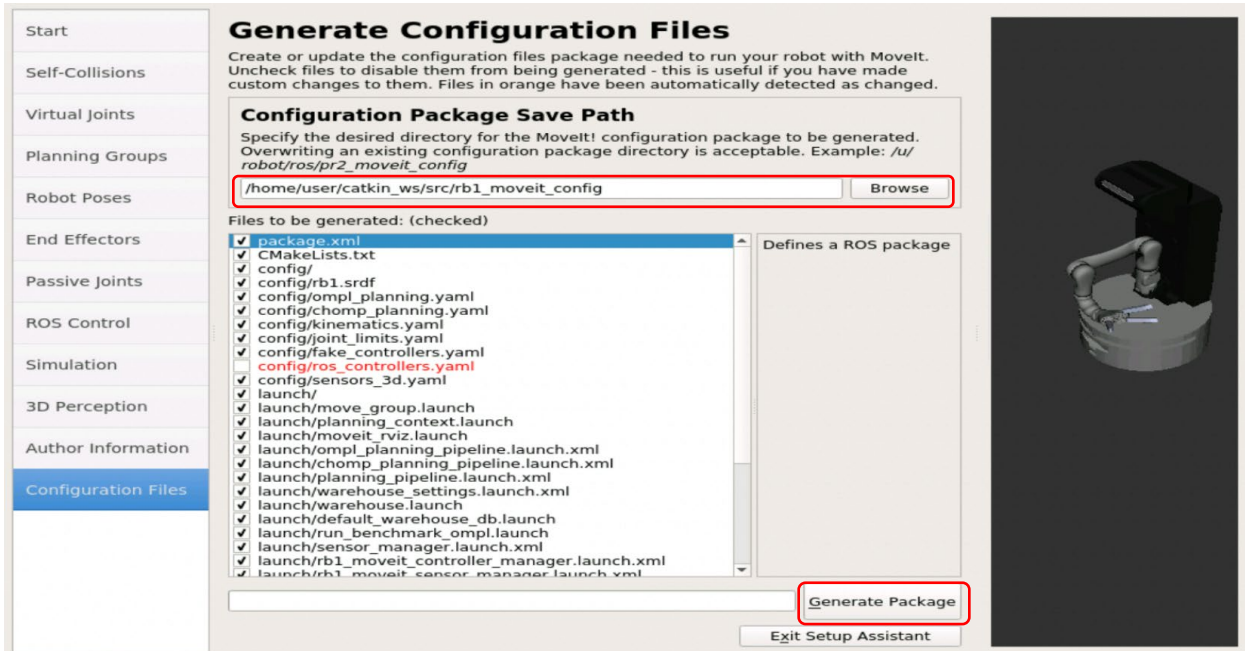 Start
Self-Collisions
Virtual Joints
Planning Groups
Robot Poses
End Effectors
Passive Joints
ROS Control
Simulation
3D Perception
Author Information
Configuration Files
Generate Configuration Files
Create or update the configuration files package needed to run your robot with MoveIt.
Uncheck files to disable them from being generated - this is useful if you have made
custom changes to them. Files in orange have been automatically detected as changed.
Configuration Package Save Path
Specify the desired directory for the MoveIt! configuration package to be generated.
Overwriting an existing configuration package directory is acceptable. Example: /u/
robot/ros/pr2_moveit_config
/home/user/catkin_ws/src/rb1_moveit_config
Browse
Files to be generated: (checked)
package.xml
CMakeLists.txt
config/
config/rb1.srdf
config/ompl_planning.yaml
config/chomp_planning.yaml
config/kinematics.yaml
config/joint_limits.yaml
config/fake_controllers.yaml
config/ros_controllers.yaml
config/sensors_3d.yaml
launch/
launch/move_group.launch
launch/planning_context.launch
launch/moveit_rviz.launch
launch/ompl_planning_pipeline.launch.xml
launch/chomp_planning_pipeline.launch.xml
launch/planning_pipeline.launch.xml
launch/warehouse_settings.launch.xml
launch/warehouse.launch
launch/default_warehouse_db.launch
launch/run_benchmark_ompl.launch
launch/sensor_manager.launch.xml
launch/rb1_moveit_controller_manager.launch.xml
launch/rb1_moveit_sensor_manager.launch.xml
Defines a ROS package
Generate Package
Exit Setup Assistant